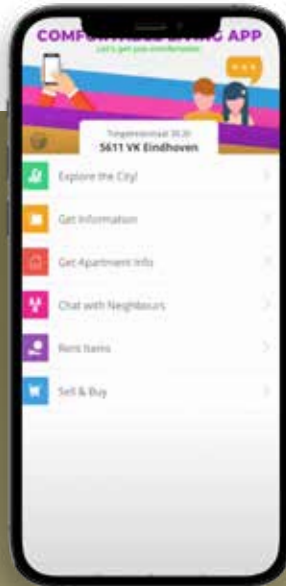 COMFORTABLE LIVING APP
Let's get you comfortable!
5611 VK Eindhoven
Explore the City!
Get Information
Get Apartment Info
Chat with Neighbours
Rent Items
Sell & Buy